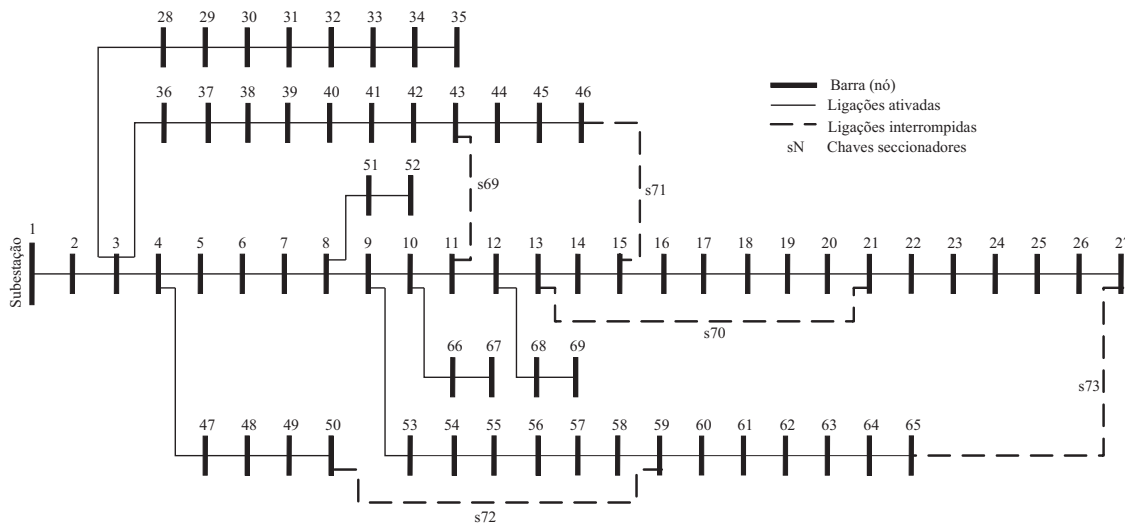 28 29 30 31 32 33 34 35
36 37 38 39 40 41 42 43 44 45 46
Barra (nó)
Ligações ativadas
Ligações interrompidas
sN Chaves seccionadores
51 52
s69
s71
Subestação
1
2 3 4 5 6 7 8 9 10 11 12 13 14 15 16 17 18 19 20 21 22 23 24 25 26 27
s70
66 67 68 69
s73
47 48 49 50 53 54 55 56 57 58 59 60 61 62 63 64 65
s72